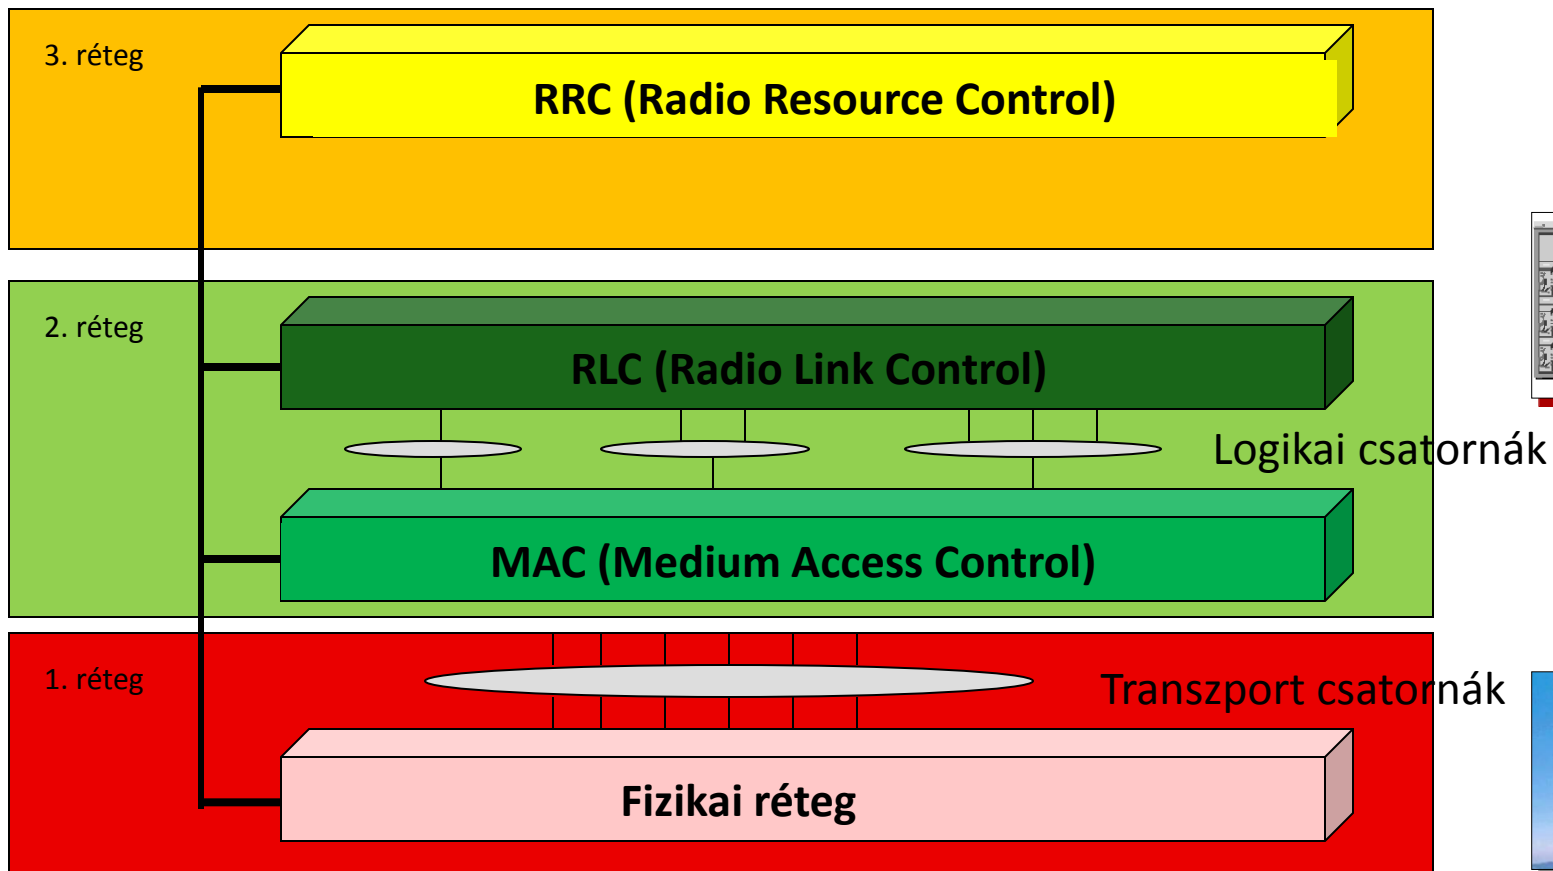 3. réteg
RRC (Radio Resource Control)
2. réteg
RLC (Radio Link Control)
Logikai csatornák
MAC (Medium Access Control)
1. réteg
Transzport csatornák
Fizikai réteg